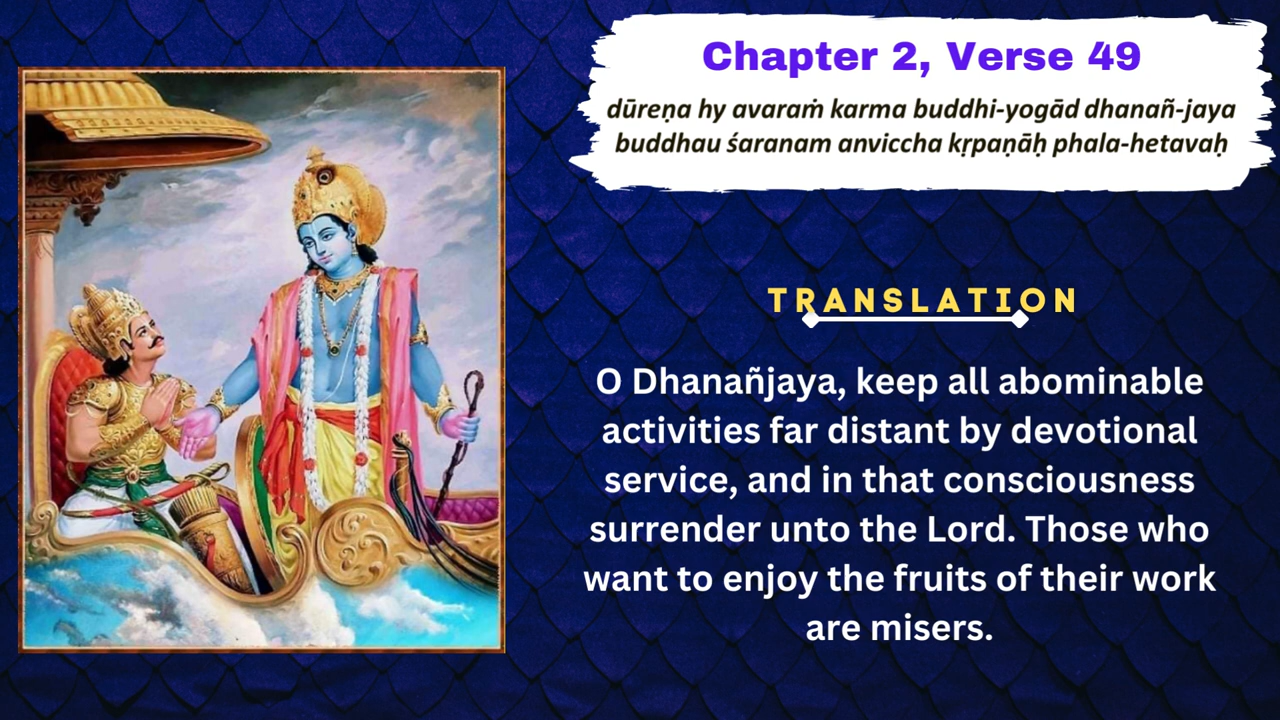 Chapter 2, Verse 49
dūreṇa hy avaraṁ karma buddhi-yogād dhanañ-jaya
buddhau śaranam anviccha kṛpaṇāḥ phala-hetavaḥ
TRANSLATION
O Dhanañjaya, keep all abominable
activities far distant by devotional
service, and in that consciousness
surrender unto the Lord. Those who
want to enjoy the fruits of their work
are misers.